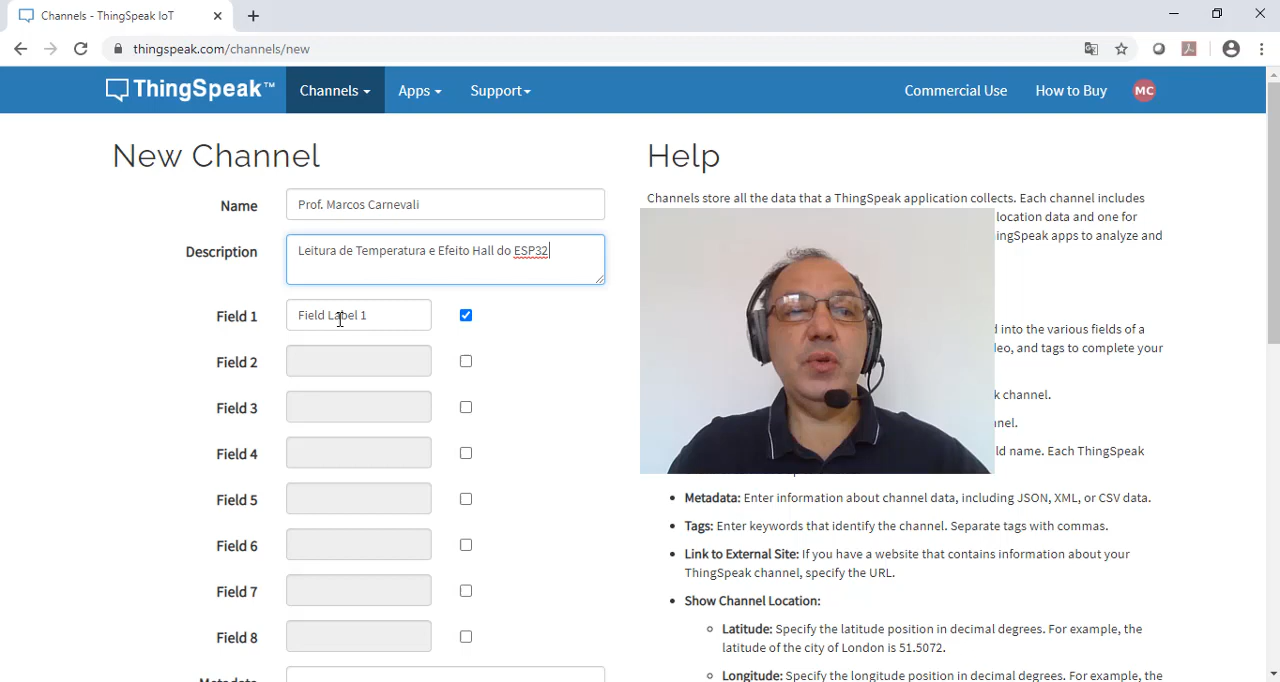 Channels - ThingSpeak IoT
thingspeak.com/channels/new
ThingSpeak™
Channels
Apps
Support
Commercial Use
How to Buy
MC
New Channel
Name
Prof. Marcos Carnevali
Description
Leitura de Temperatura e Efeito Hall do ESP32
Field 1
Field Label 1
Field 2
Field 3
Field 4
Field 5
Field 6
Field 7
Field 8
Help
Channels store all the data that a ThingSpeak application collects. Each channel includes
location data and one for
ingSpeak apps to analyze and
d into the various fields of a
eo, and tags to complete your
k channel.
nel.
ld name. Each ThingSpeak
Metadata: Enter information about channel data, including JSON, XML, or CSV data.
Tags: Enter keywords that identify the channel. Separate tags with commas.
Link to External Site: If you have a website that contains information about your
ThingSpeak channel, specify the URL.
Show Channel Location:
Latitude: Specify the latitude position in decimal degrees. For example, the
latitude of the city of London is 51.5072.
Longitude: Specify the longitude position in decimal degrees. For example, the